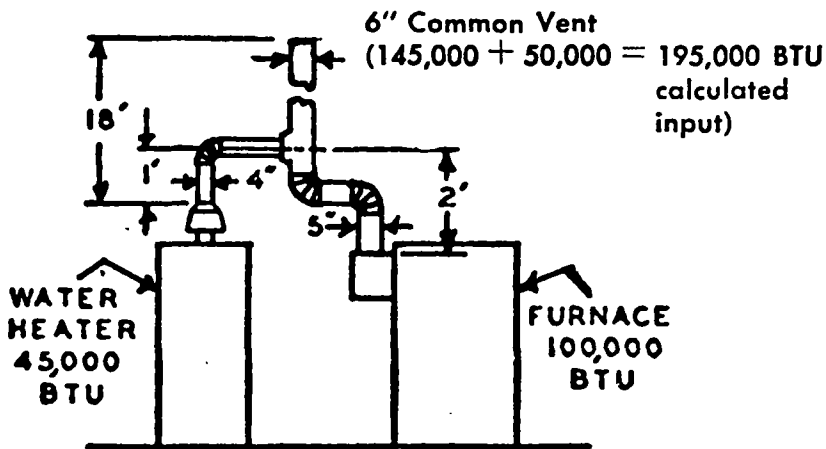 6" Common Vent
(145,000 + 50,000 = 195,000 BTU
calculated
input)
18'
1'
4"
2'
5"
WATER
HEATER
45,000
BTU
FURNACE
100,000
BTU